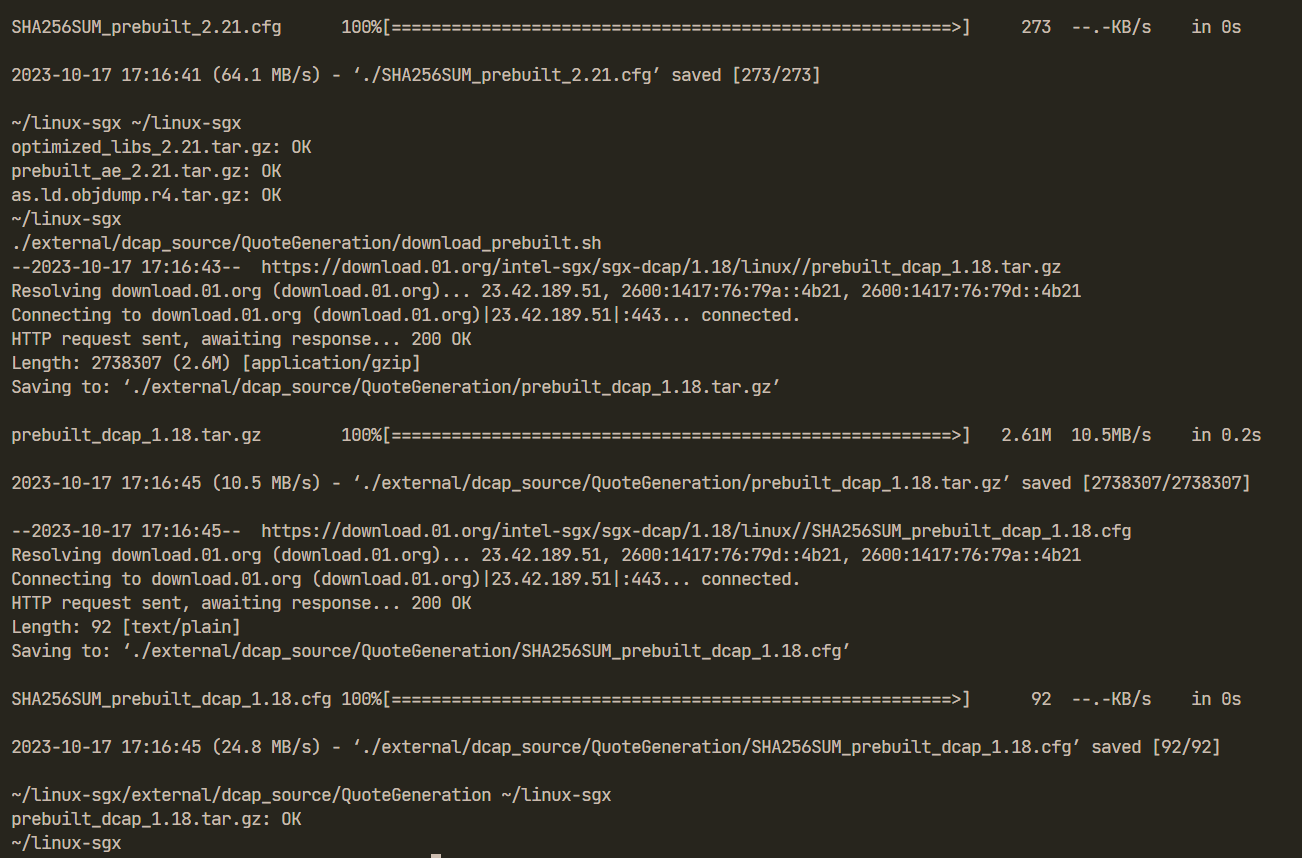 SHA256SUM_prebuilt_2.21.cfg      100%[========================================================>]     273  --.-KB/s    in 0s
2023-10-17 17:16:41 (64.1 MB/s) - ‘./SHA256SUM_prebuilt_2.21.cfg’ saved [273/273]
~/linux-sgx ~/linux-sgx
optimized_libs_2.21.tar.gz: OK
prebuilt_ae_2.21.tar.gz: OK
as.ld.objdump.r4.tar.gz: OK
~/linux-sgx
./external/dcap_source/QuoteGeneration/download_prebuilt.sh
--2023-10-17 17:16:43--  https://download.01.org/intel-sgx/sgx-dcap/1.18/linux//prebuilt_dcap_1.18.tar.gz
Resolving download.01.org (download.01.org)... 23.42.189.51, 2600:1417:76:79a::4b21, 2600:1417:76:79d::4b21
Connecting to download.01.org (download.01.org)|23.42.189.51|:443... connected.
HTTP request sent, awaiting response... 200 OK
Length: 2738307 (2.6M) [application/gzip]
Saving to: ‘./external/dcap_source/QuoteGeneration/prebuilt_dcap_1.18.tar.gz’
prebuilt_dcap_1.18.tar.gz        100%[========================================================>]   2.61M  10.5MB/s    in 0.2s
2023-10-17 17:16:45 (10.5 MB/s) - ‘./external/dcap_source/QuoteGeneration/prebuilt_dcap_1.18.tar.gz’ saved [2738307/2738307]
--2023-10-17 17:16:45--  https://download.01.org/intel-sgx/sgx-dcap/1.18/linux//SHA256SUM_prebuilt_dcap_1.18.cfg
Resolving download.01.org (download.01.org)... 23.42.189.51, 2600:1417:76:79d::4b21, 2600:1417:76:79a::4b21
Connecting to download.01.org (download.01.org)|23.42.189.51|:443... connected.
HTTP request sent, awaiting response... 200 OK
Length: 92 [text/plain]
Saving to: ‘./external/dcap_source/QuoteGeneration/SHA256SUM_prebuilt_dcap_1.18.cfg’
SHA256SUM_prebuilt_dcap_1.18.cfg 100%[========================================================>]      92  --.-KB/s    in 0s
2023-10-17 17:16:45 (24.8 MB/s) - ‘./external/dcap_source/QuoteGeneration/SHA256SUM_prebuilt_dcap_1.18.cfg’ saved [92/92]
~/linux-sgx/external/dcap_source/QuoteGeneration ~/linux-sgx
prebuilt_dcap_1.18.tar.gz: OK
~/linux-sgx